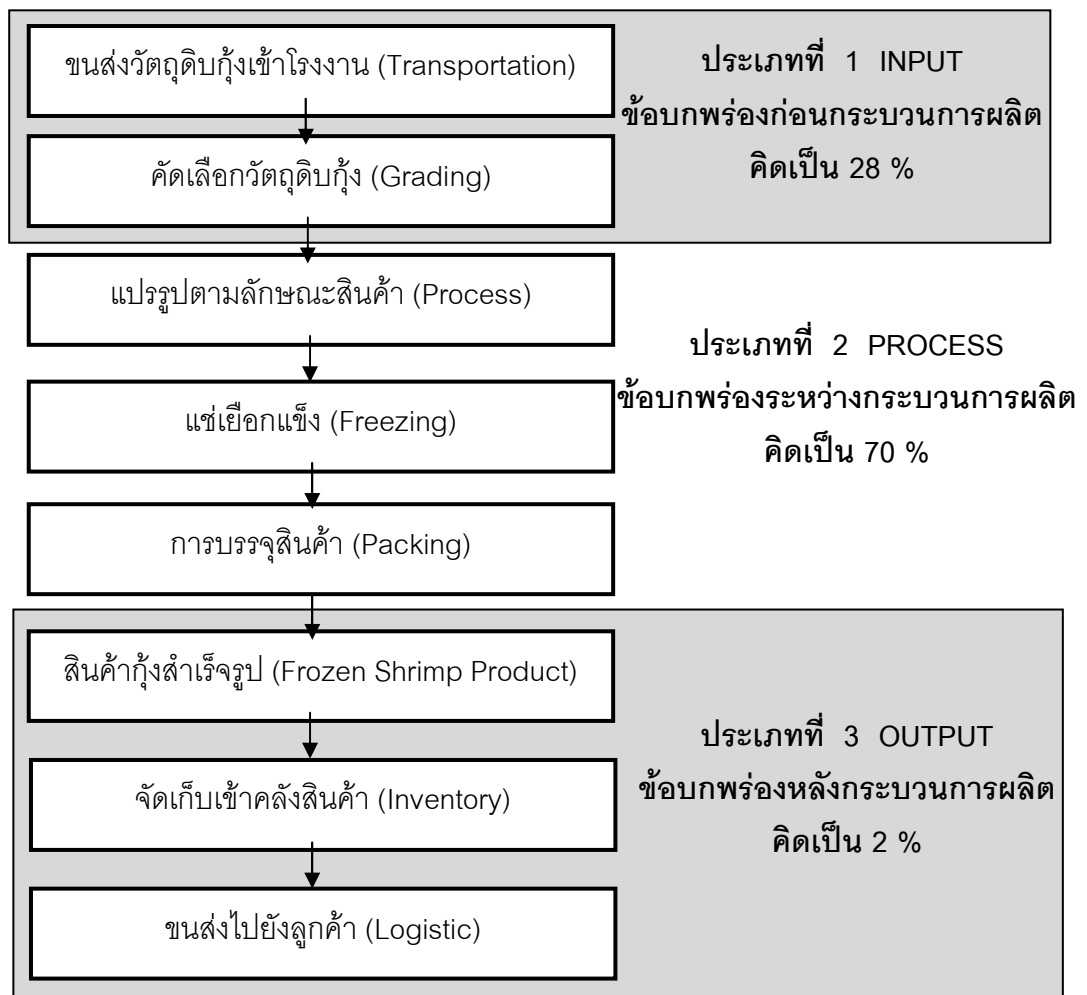 ขนส่งวัตถุดิบกุ้งเข้าโรงงาน (Transportation)
คัดเลือกวัตถุดิบกุ้ง (Grading)
ประเภทที่ 1 INPUT
ข้อบกพร่องก่อนกระบวนการผลิต
คิดเป็น 28 %
แปรรูปตามลักษณะสินค้า (Process)
แช่เยือกแข็ง (Freezing)
การบรรจุสินค้า (Packing)
ประเภทที่ 2 PROCESS
ข้อบกพร่องระหว่างกระบวนการผลิต
คิดเป็น 70 %
สินค้ากุ้งสำเร็จรูป (Frozen Shrimp Product)
จัดเก็บเข้าคลังสินค้า (Inventory)
ขนส่งไปยังลูกค้า (Logistic)
ประเภทที่ 3 OUTPUT
ข้อบกพร่องหลังกระบวนการผลิต
คิดเป็น 2 %